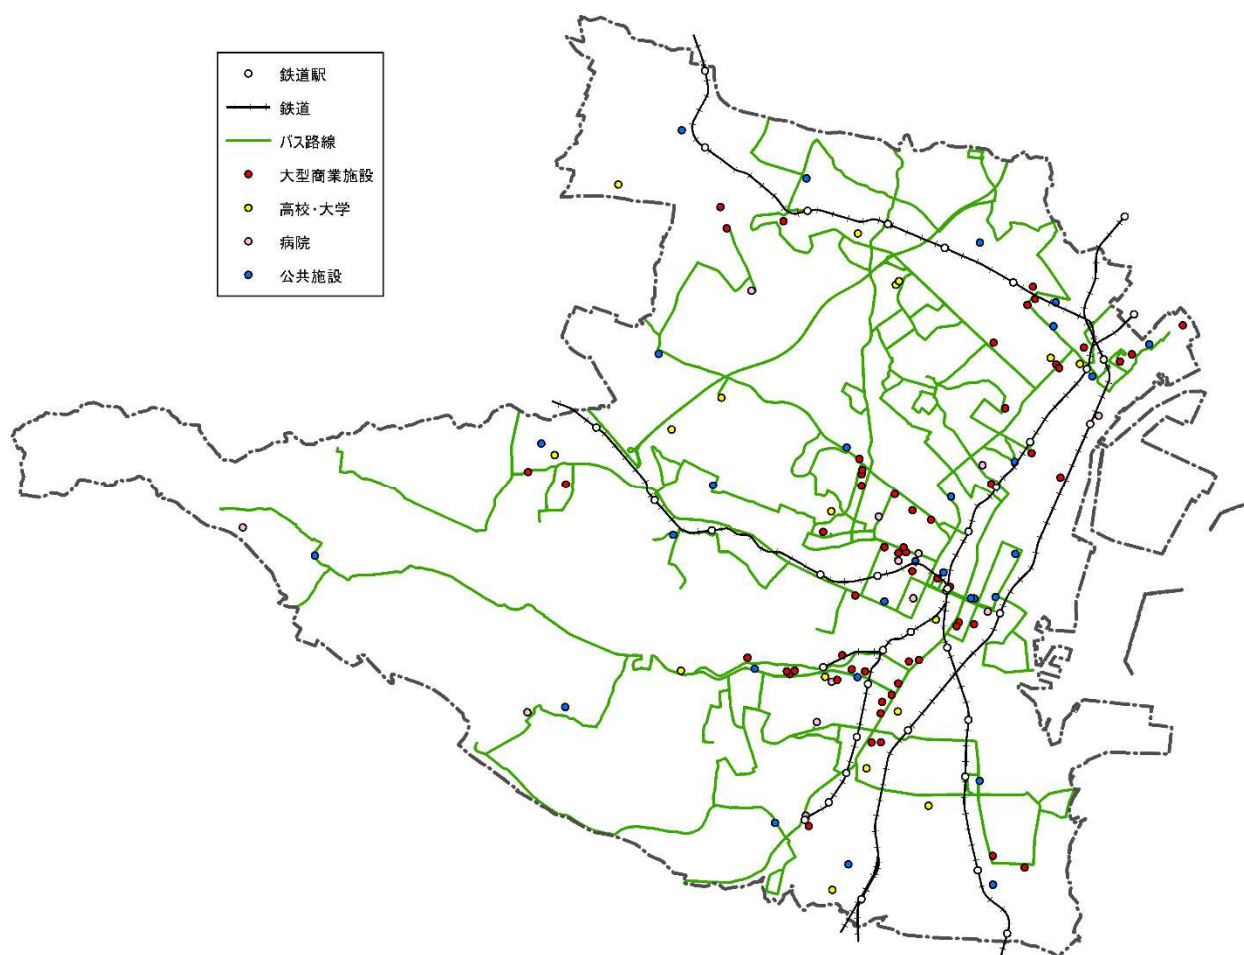 鉄道駅
鉄道
バス路線
大型商業施設
高校・大学
病院
公共施設